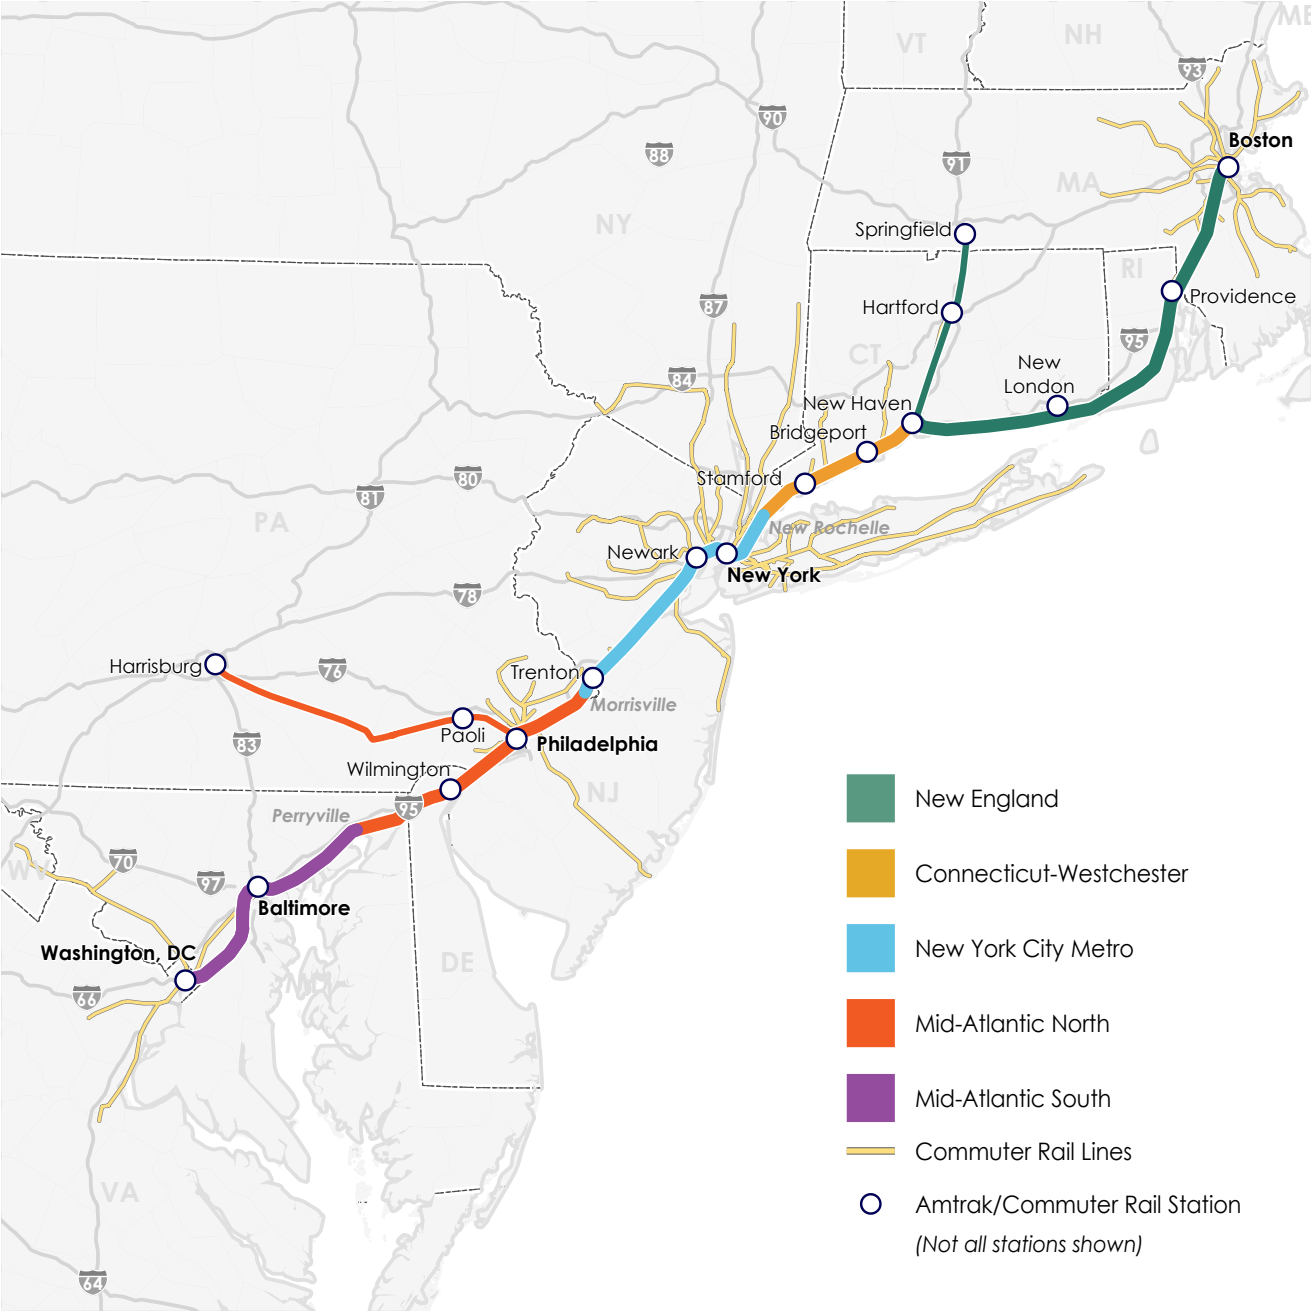 ME
VT
NH
93
90
Boston
88
91
MA
NY
Springfield
RI
Providence
87
Hartford
95
CT
New
London
84
New Haven
Bridgeport
Stamford
80
81
PA
New Rochelle
Newark
New York
78
Harrisburg
76
Trenton
Morrisville
Paoli
Philadelphia
83
Wilmington
NJ
95
Perryville
70
WV
97
Baltimore
Washington, DC
DE
MD
66
VA
64
New England
Connecticut-Westchester
New York City Metro
Mid-Atlantic North
Mid-Atlantic South
Commuter Rail Lines
Amtrak/Commuter Rail Station
(Not all stations shown)